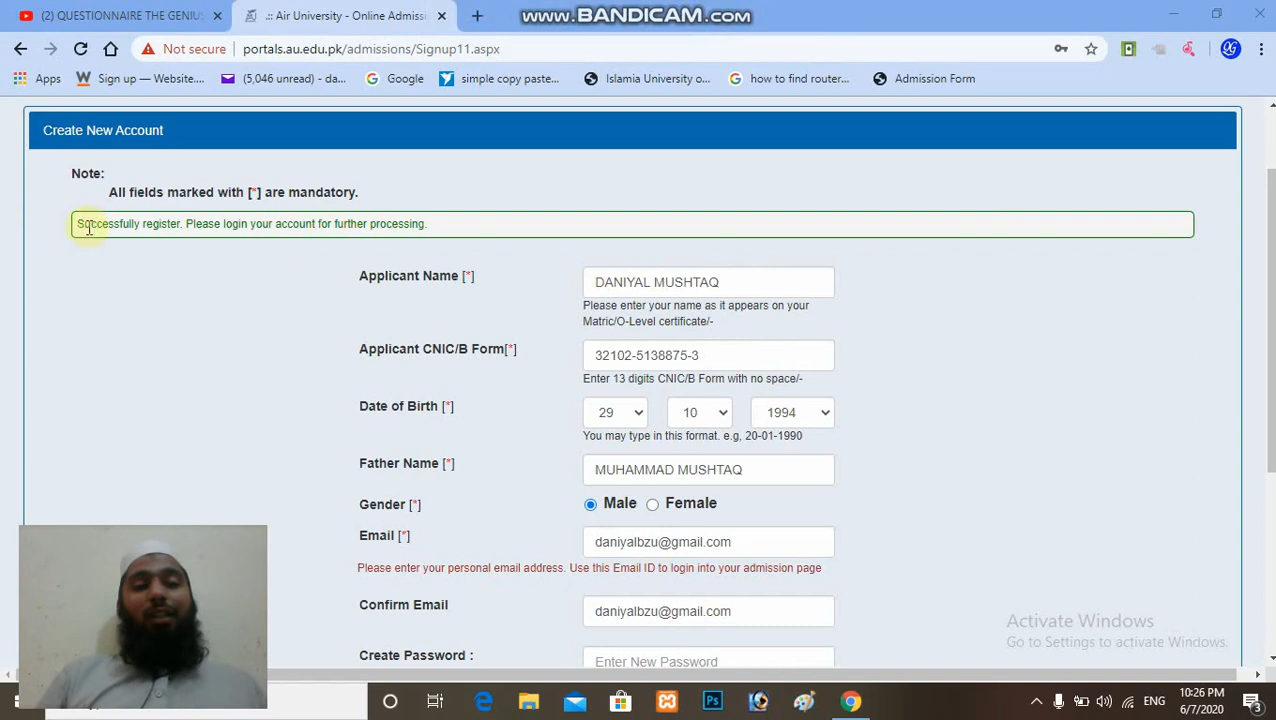 (2) QUESTIONNAIRE THE GENIUS
.:: Air University - Online Admissi
www.BANDICAM.com
Not secure
portals.au.edu.pk/admissions/Signup11.aspx
Apps
Sign up — Website....
(5,046 unread) - da...
Google
simple copy paste...
Islamia University o...
how to find router...
Admission Form
Create New Account
Note:
All fields marked with [*] are mandatory.
Successfully register. Please login your account for further processing.
Applicant Name [*]
DANIYAL MUSHTAQ
Please enter your name as it appears on your
Matric/O-Level certificate/-
Applicant CNIC/B Form[*]
32102-5138875-3
Enter 13 digits CNIC/B Form with no space/-
Date of Birth [*]
29
10
1994
You may type in this format. e.g, 20-01-1990
Father Name [*]
MUHAMMAD MUSHTAQ
Gender [*]
Male
Female
Email [*]
daniyalbzu@gmail.com
Please enter your personal email address. Use this Email ID to login into your admission page
Confirm Email
daniyalbzu@gmail.com
Create Password :
Enter New Password
Activate Windows
Go to Settings to activate Windows.
ENG
10:26 PM
6/7/2020
3